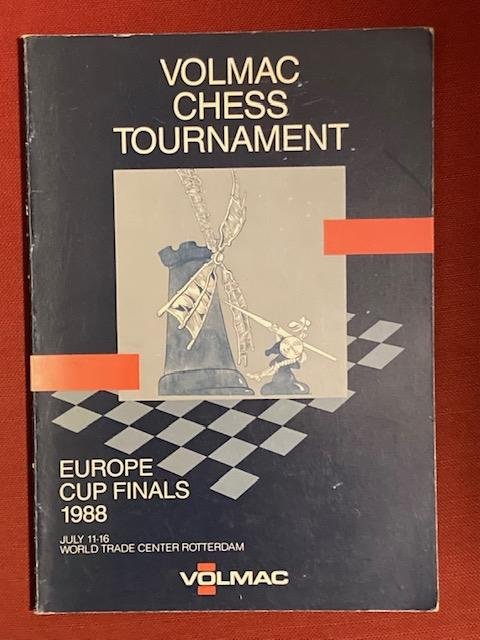 VOLMAC
CHESS
TOURNAMENT
EUROPE
CUP FINALS
1988
JULY 11-16
WORLD TRADE CENTER ROTTERDAM
VOLMAC